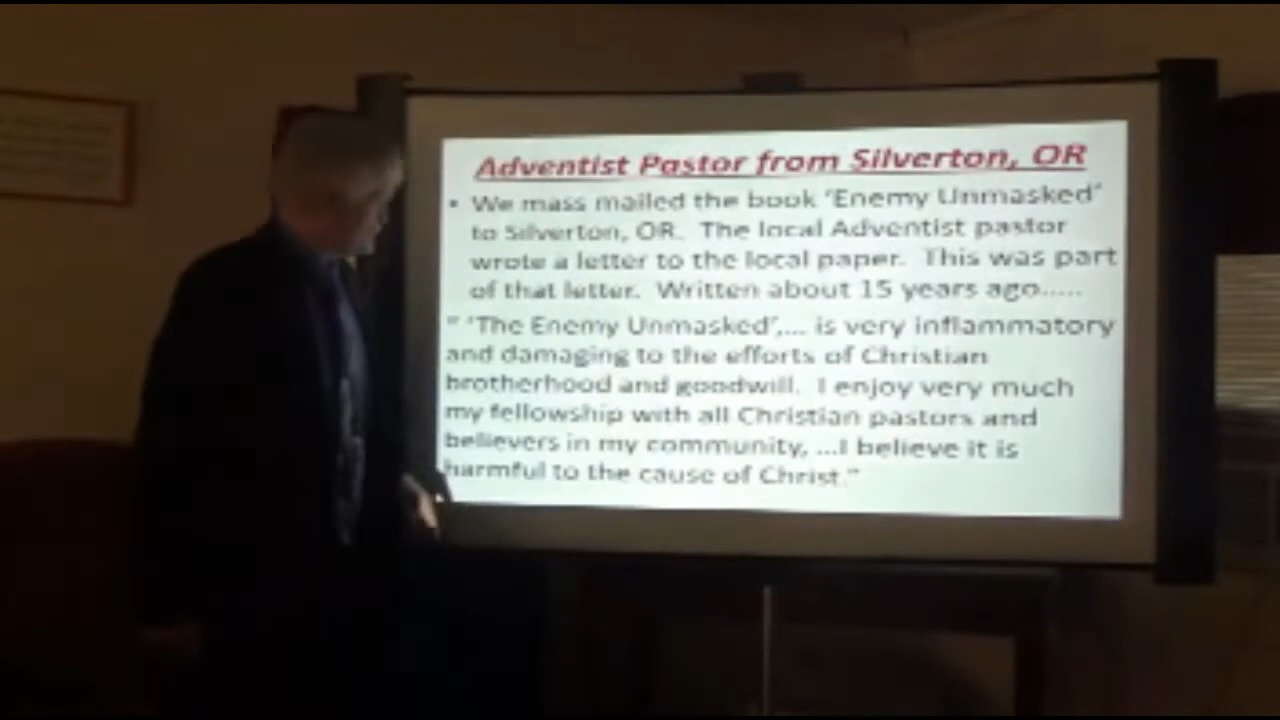 Adventist Pastor from Silverton, OR
• We mass mailed the book ‘Enemy Unmasked’
to Silverton, OR. The local Adventist pastor
wrote a letter to the local paper. This was part
of that letter. Written about 15 years ago.....
“ ‘The Enemy Unmasked’,... is very inflammatory
and damaging to the efforts of Christian
brotherhood and goodwill. I enjoy very much
my fellowship with all Christian pastors and
believers in my community, ...I believe it is
harmful to the cause of Christ.”